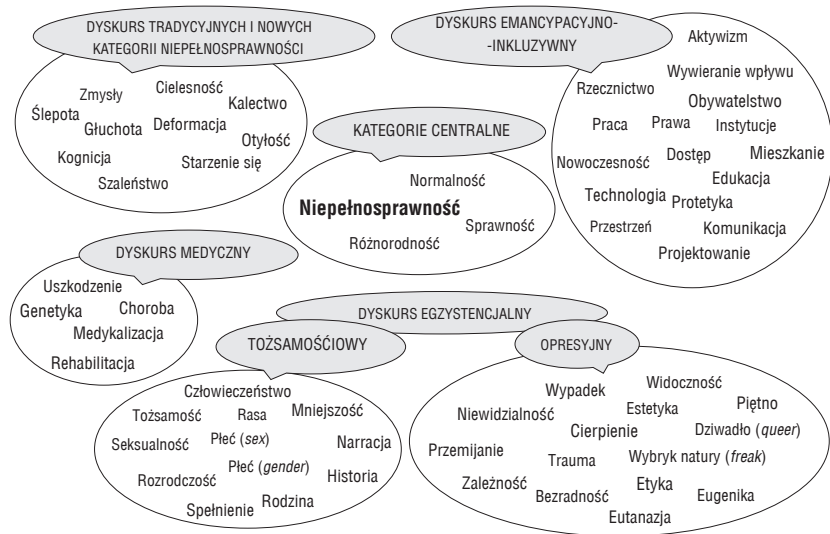 DYSKURS TRADYCYJNYCH I NOWYCH
KATEGORII NIEPEŁNOSPRAWNOŚCI
Zmysły
Cielesność
Kalectwo
Ślepota
Głuchota
Deformacja
Otyłość
Kognicja
Starzenie się
Szaleństwo
DYSKURS EMANCYPACYJNO-
-INKLUZYWNY
Aktywizm
Wywieranie wpływu
Rzecznictwo
Obywatelstwo
Praca
Prawa
Instytucje
Nowoczesność
Dostęp
Mieszkanie
Edukacja
Technologia
Protetyka
Przestrzeń
Komunikacja
Projektowanie
KATEGORIE CENTRALNE
Normalność
Niepełnosprawność
Sprawność
Różnorodność
DYSKURS MEDYCZNY
Uszkodzenie
Genetyka
Choroba
Medykalizacja
Rehabilitacja
DYSKURS EGZYSTENCJALNY
TOŻSAMOŚĆIOWY
Człowieczeństwo
Tożsamość
Rasa
Mniejszość
Seksualność
Płeć (sex)
Narracja
Płeć (gender)
Rozrodczość
Historia
Spełnienie
Rodzina
OPRESYJNY
Wypadek
Widoczność
Niewidzialność
Estetyka
Piętno
Cierpienie
Dziwadło (queer)
Przemijanie
Trauma
Wybryk natury (freak)
Zależność
Bezradność
Etyka
Eugenika
Eutanazja